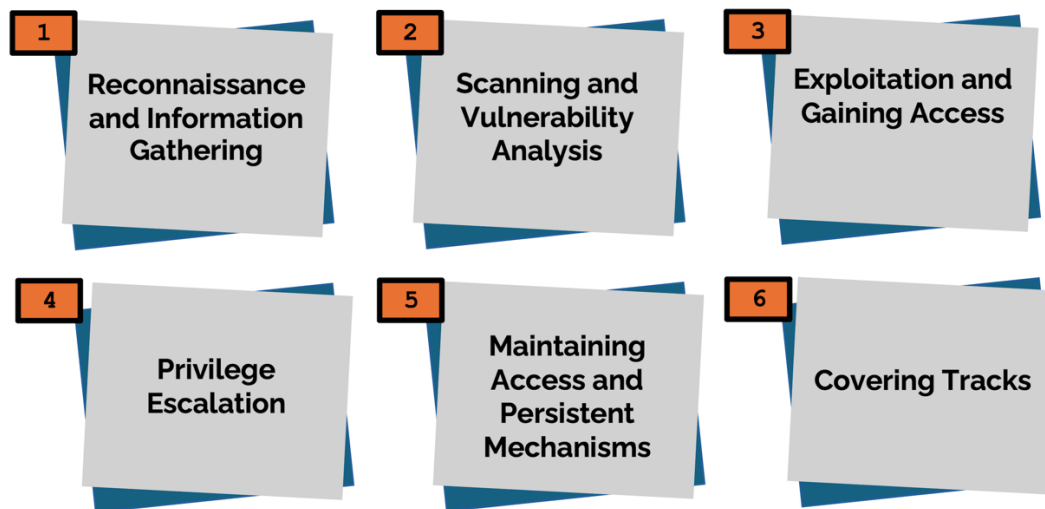 1
Reconnaissance
and Information
Gathering
2
Scanning and
Vulnerability
Analysis
3
Exploitation and
Gaining Access
4
Privilege
Escalation
5
Maintaining
Access and
Persistent
Mechanisms
6
Covering Tracks